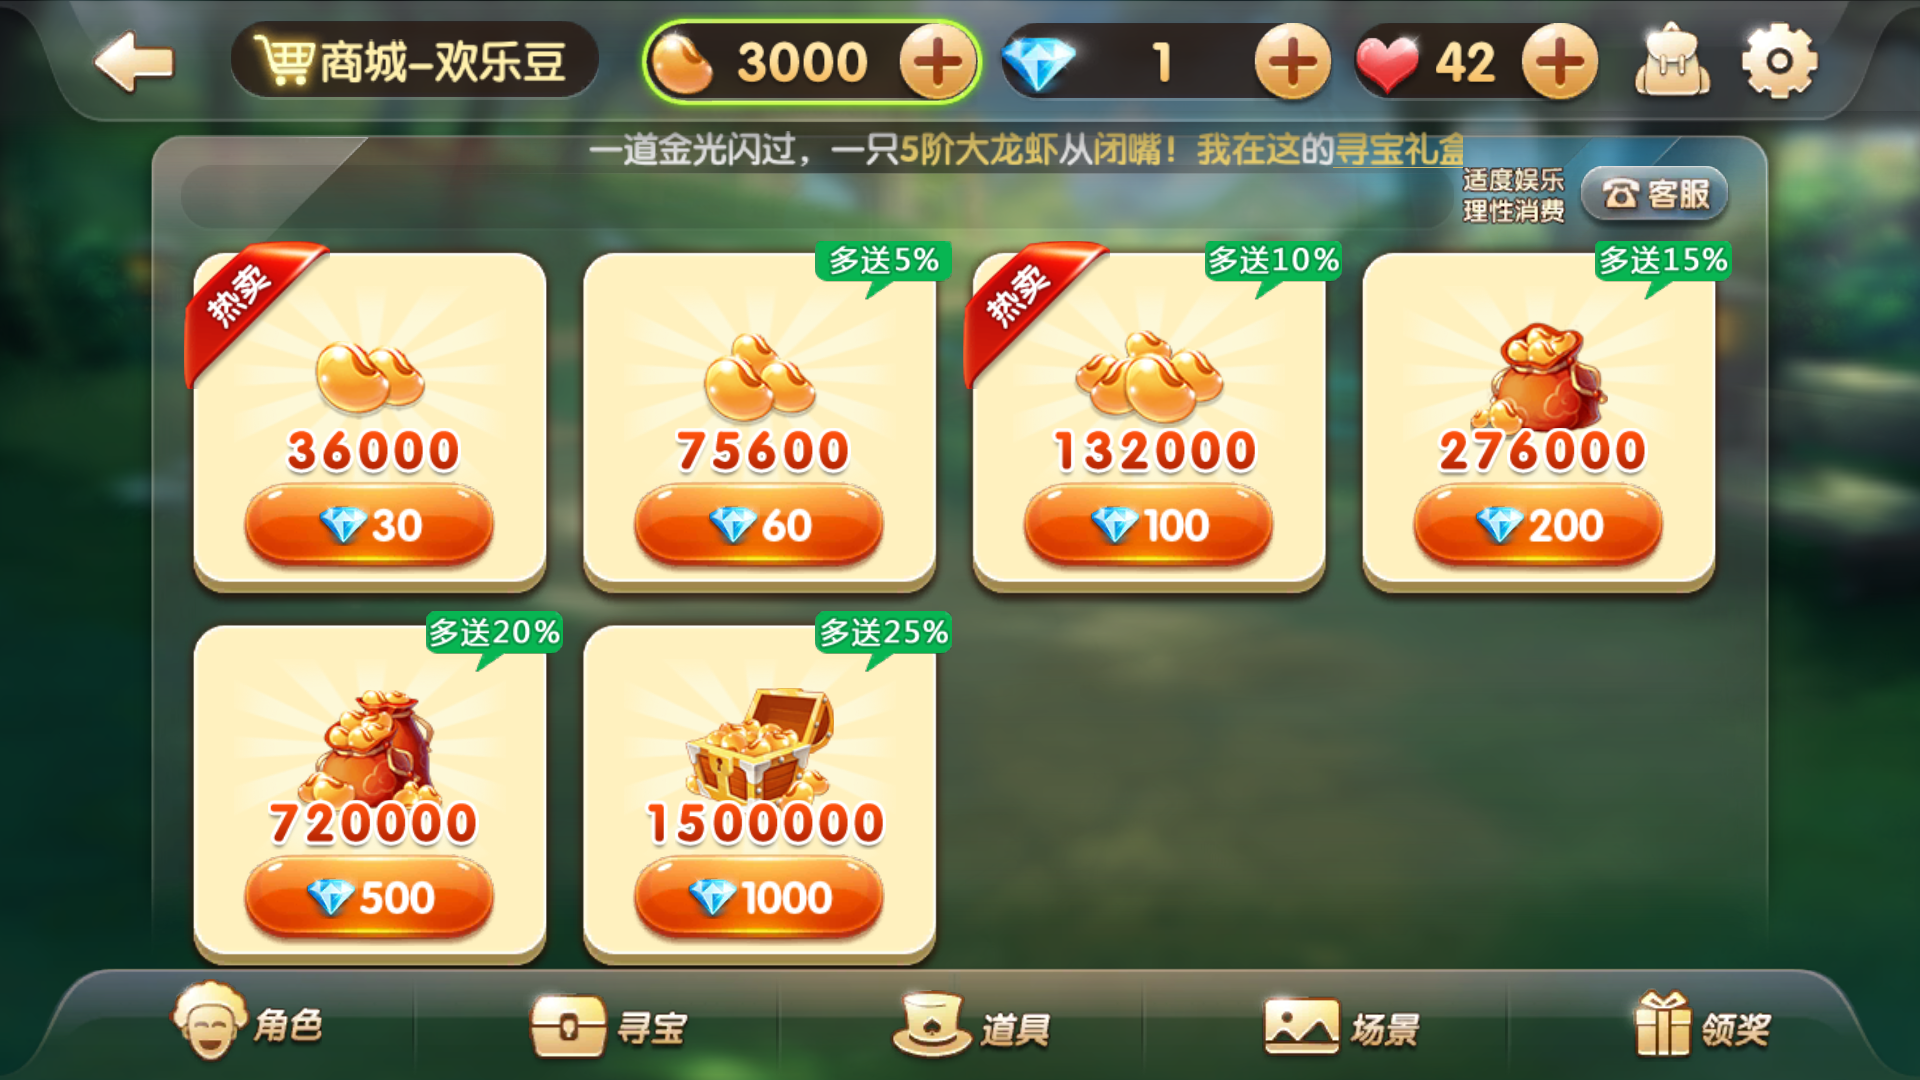 商城-欢乐豆
3000
1
42
一道金光闪过，一只5阶大龙虾从闭嘴！我在这的寻宝礼盒
适度娱乐
理性消费
客服
热卖
36000
30
多送5%
75600
60
热卖
多送10%
132000
100
多送15%
276000
200
多送20%
720000
500
多送25%
1500000
1000
角色
寻宝
道具
场景
领奖